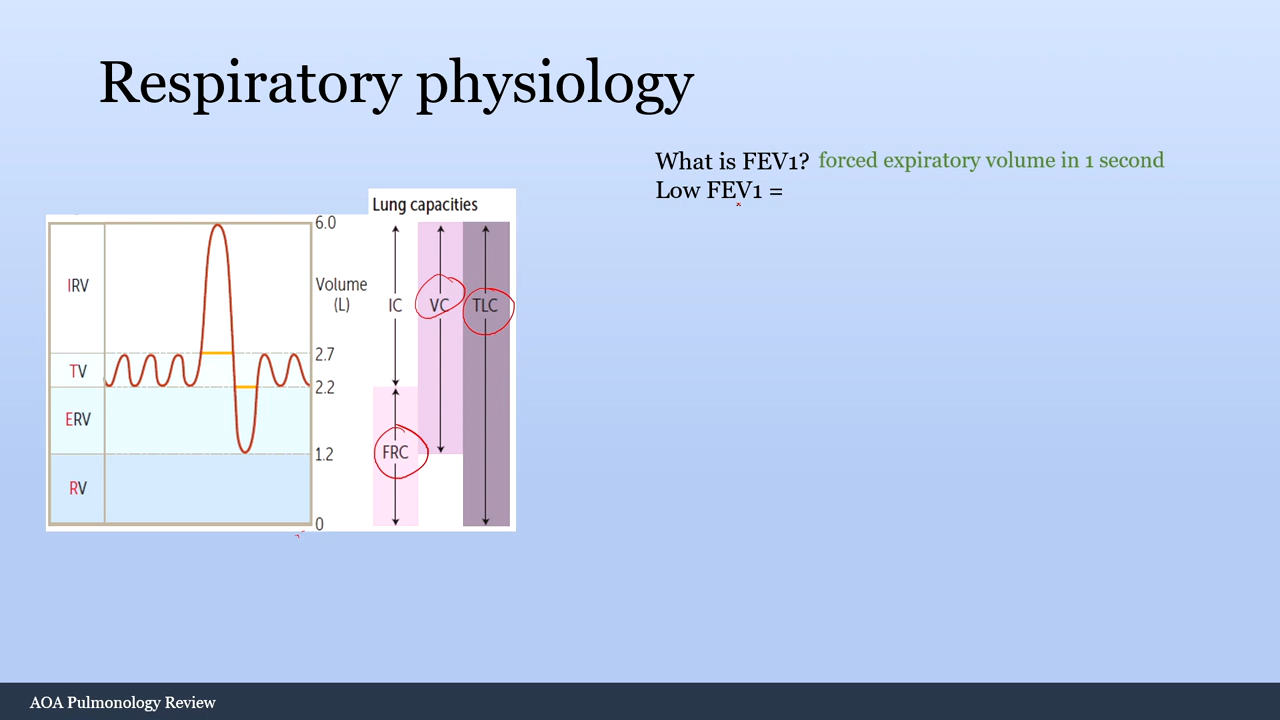 Respiratory physiology
What is FEV1? forced expiratory volume in 1 second
Low FEV1 =
Lung capacities
6.0
IRV
Volume
(L)
IC
VC
TLC
2.7
TV
2.2
ERV
FRC
1.2
RV
0
AOA Pulmonology Review